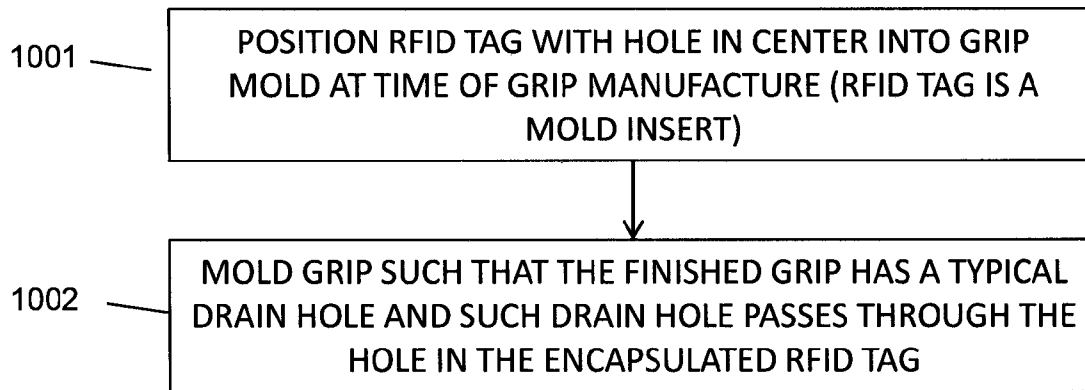 1001
POSITION RFID TAG WITH HOLE IN CENTER INTO GRIP
MOLD AT TIME OF GRIP MANUFACTURE (RFID TAG IS A
MOLD INSERT)
1002
MOLD GRIP SUCH THAT THE FINISHED GRIP HAS A TYPICAL
DRAIN HOLE AND SUCH DRAIN HOLE PASSES THROUGH THE
HOLE IN THE ENCAPSULATED RFID TAG